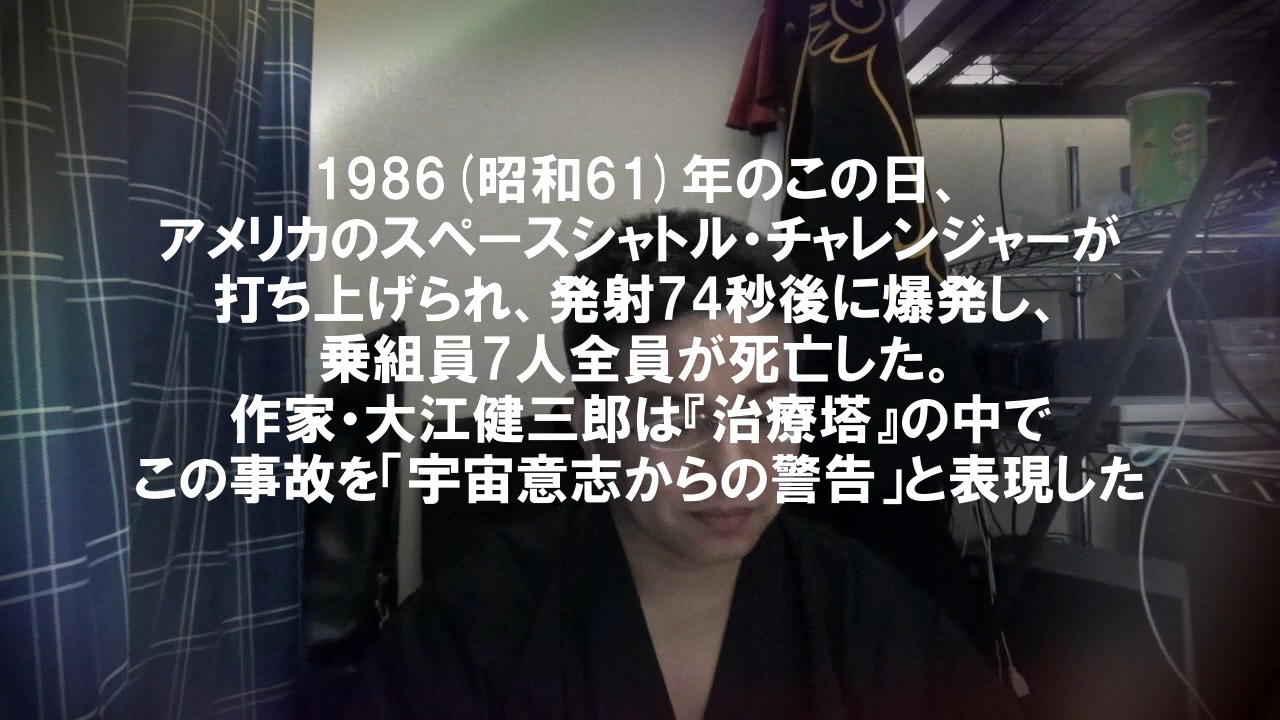 1986(昭和61)年のこの日、
アメリカのスペースシャトル・チャレンジャーが
打ち上げられ、発射74秒後に爆発し、
乗組員7人全員が死亡した。
作家・大江健三郎は『治療塔』の中で
この事故を「宇宙意志からの警告」と表現した